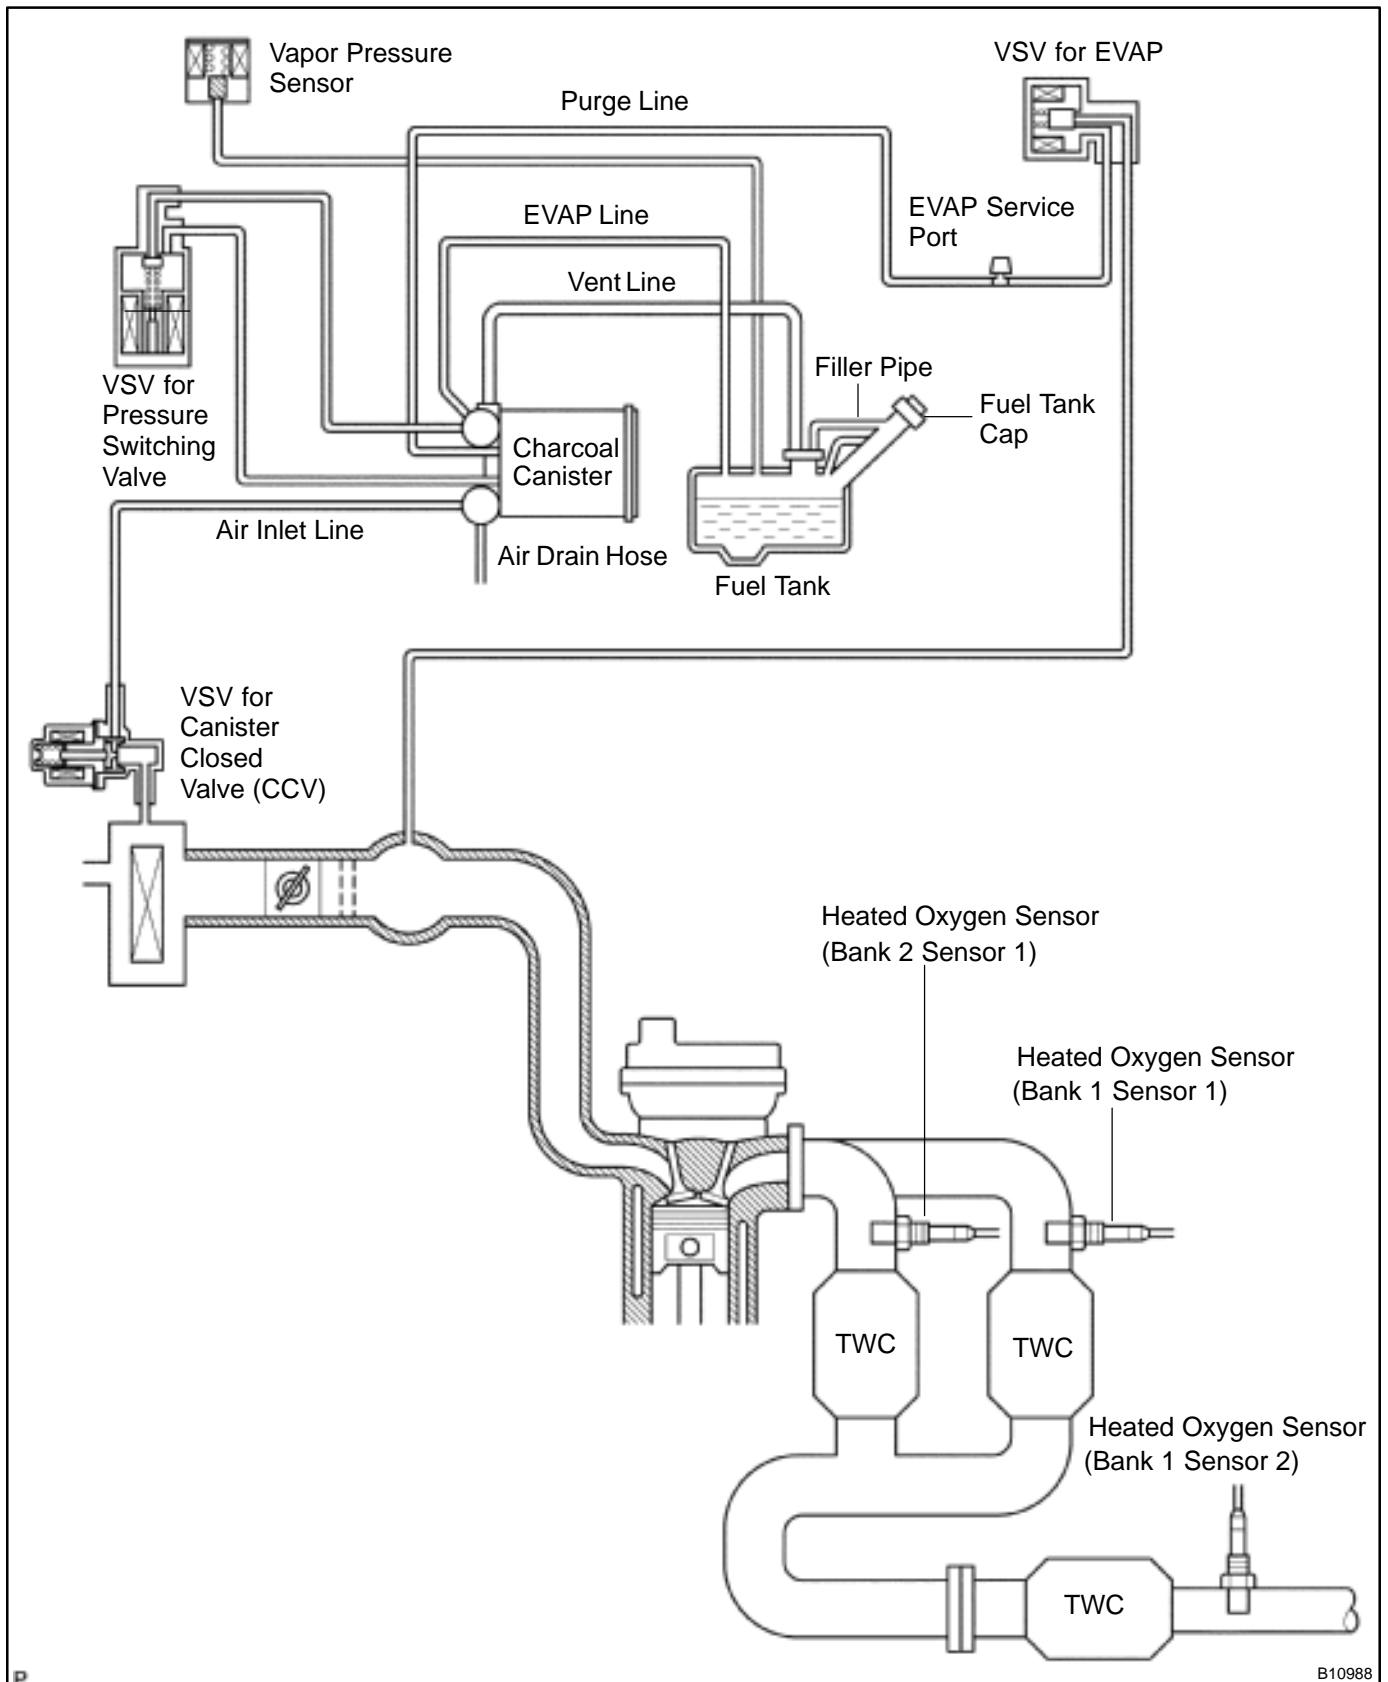 Vapor Pressure
Sensor
VSV for EVAP
Purge Line
EVAP Service
Port
EVAP Line
Vent Line
Filler Pipe
Fuel Tank
Cap
VSV for
Pressure
Switching
Valve
Charcoal
Canister
Air Inlet Line
Air Drain Hose
Fuel Tank
VSV for
Canister
Closed
Valve (CCV)
Heated Oxygen Sensor
(Bank 2 Sensor 1)
Heated Oxygen Sensor
(Bank 1 Sensor 1)
TWC
TWC
Heated Oxygen Sensor
(Bank 1 Sensor 2)
TWC
P
B10988